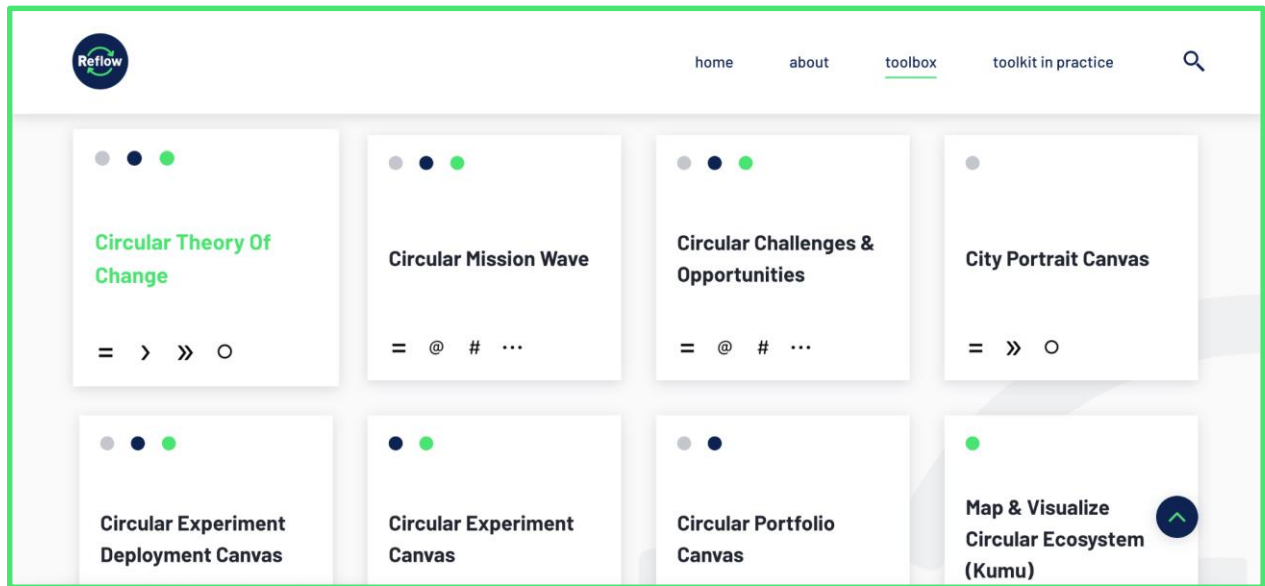 Reflow
home about toolbox toolkit in practice
Circular Theory Of
Change
= › » O
Circular Mission Wave
= @ # ...
Circular Challenges &
Opportunities
= @ # ...
City Portrait Canvas
= » O
Circular Experiment
Deployment Canvas
Circular Experiment
Canvas
Circular Portfolio
Canvas
Map & Visualize
Circular Ecosystem
(Kumu)